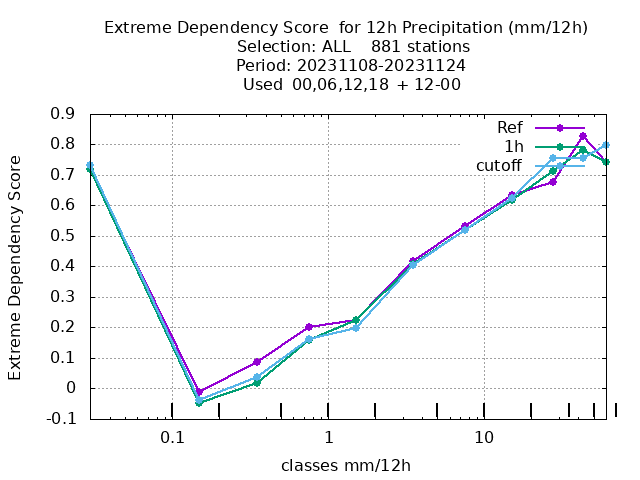 Extreme Dependency Score  for 12h Precipitation (mm/12h)
Selection: ALL    881 stations
Period: 20231108-20231124
Used  00,06,12,18  + 12-00
Extreme Dependency Score
0.9
0.8
0.7
0.6
0.5
0.4
0.3
0.2
0.1
0
-0.1
Ref
1h
cutoff
0.1 1 10
classes mm/12h